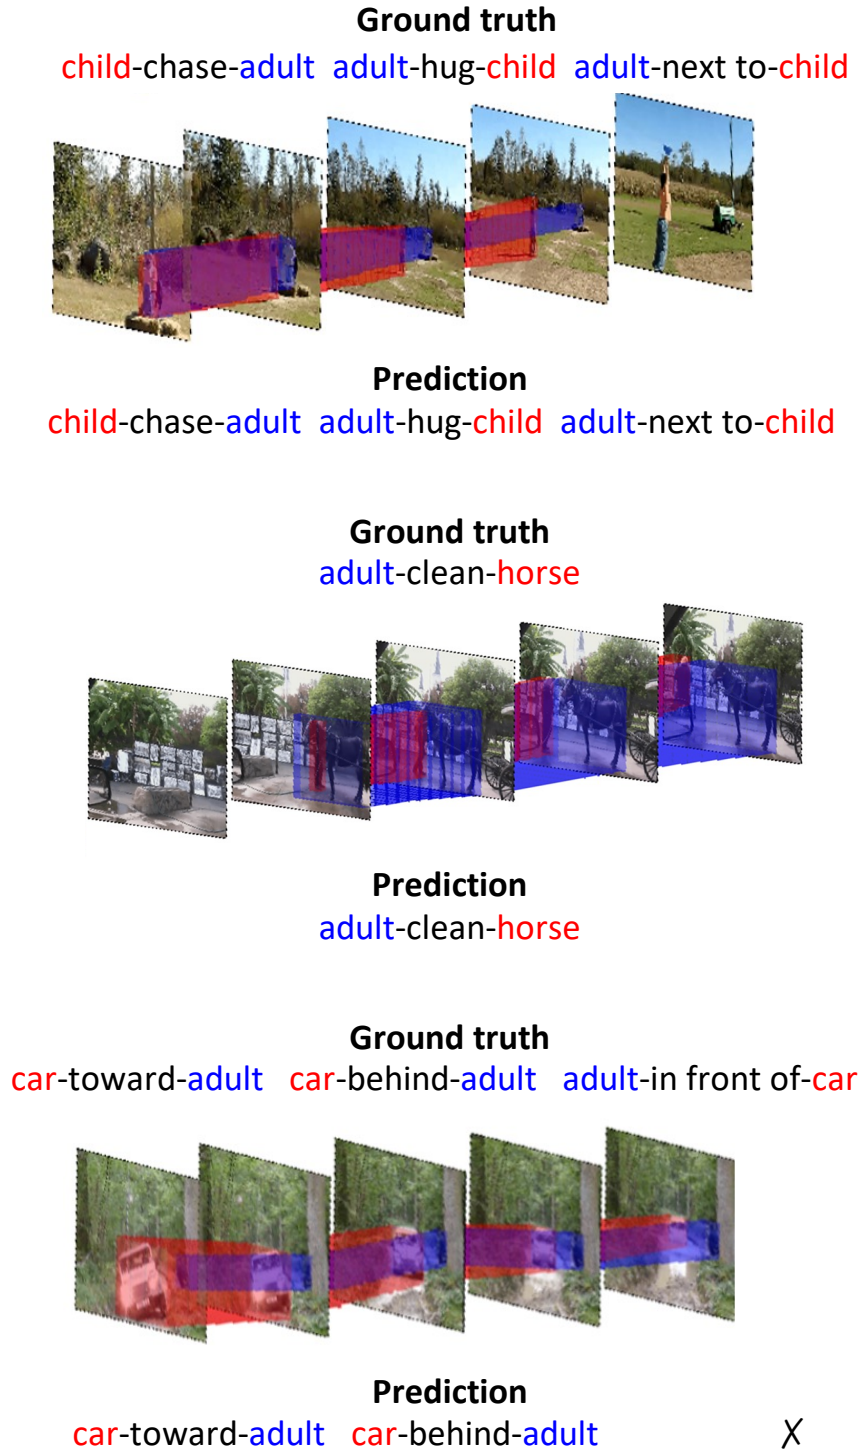 Ground truth
child-chase-adult adult-hug-child adult-next to-child
Prediction
child-chase-adult adult-hug-child adult-next to-child
Ground truth
adult-clean-horse
Prediction
adult-clean-horse
Ground truth
car-toward-adult car-behind-adult adult-in front of-car
Prediction
car-toward-adult car-behind-adult X